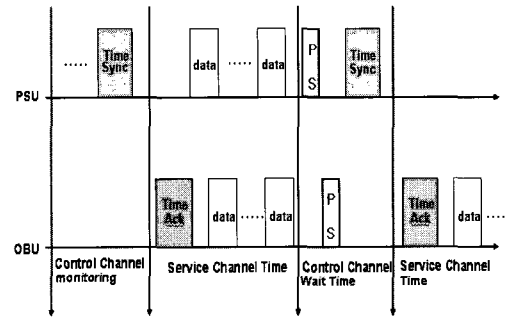 ..... Time Sync data ..... data P S Time Sync
PSU
Time Ack data ..... data P S Time Ack data ....
OBU
Control Channel monitoring
Service Channel Time
Control Channel Wait Time
Service Channel Time